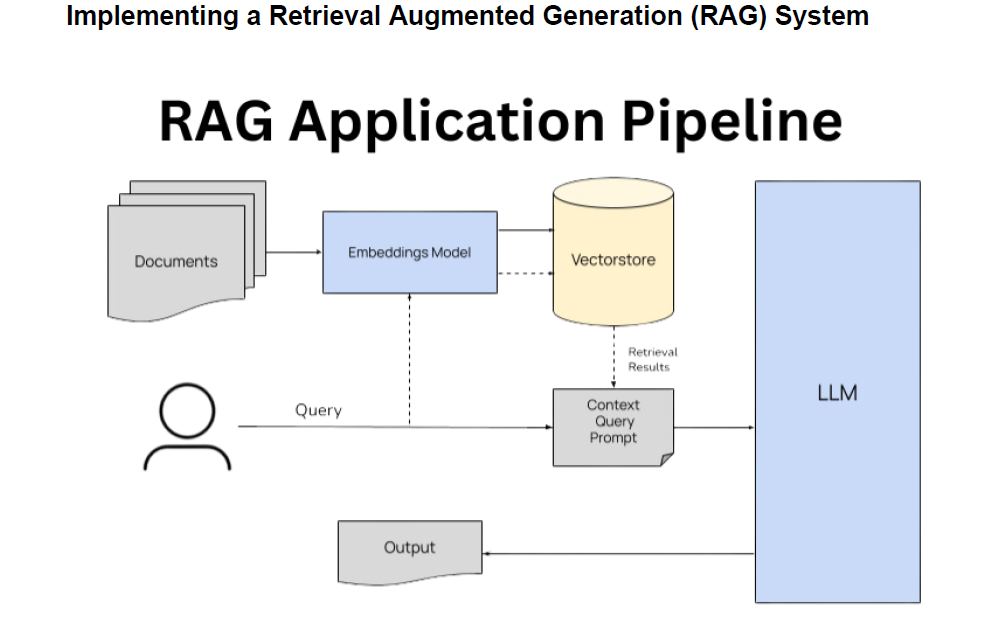 Implementing a Retrieval Augmented Generation (RAG) System
RAG Application Pipeline
Documents
Embeddings Model
Vectorstore
Retrieval
Results
Query
Context
Query
Prompt
LLM
Output